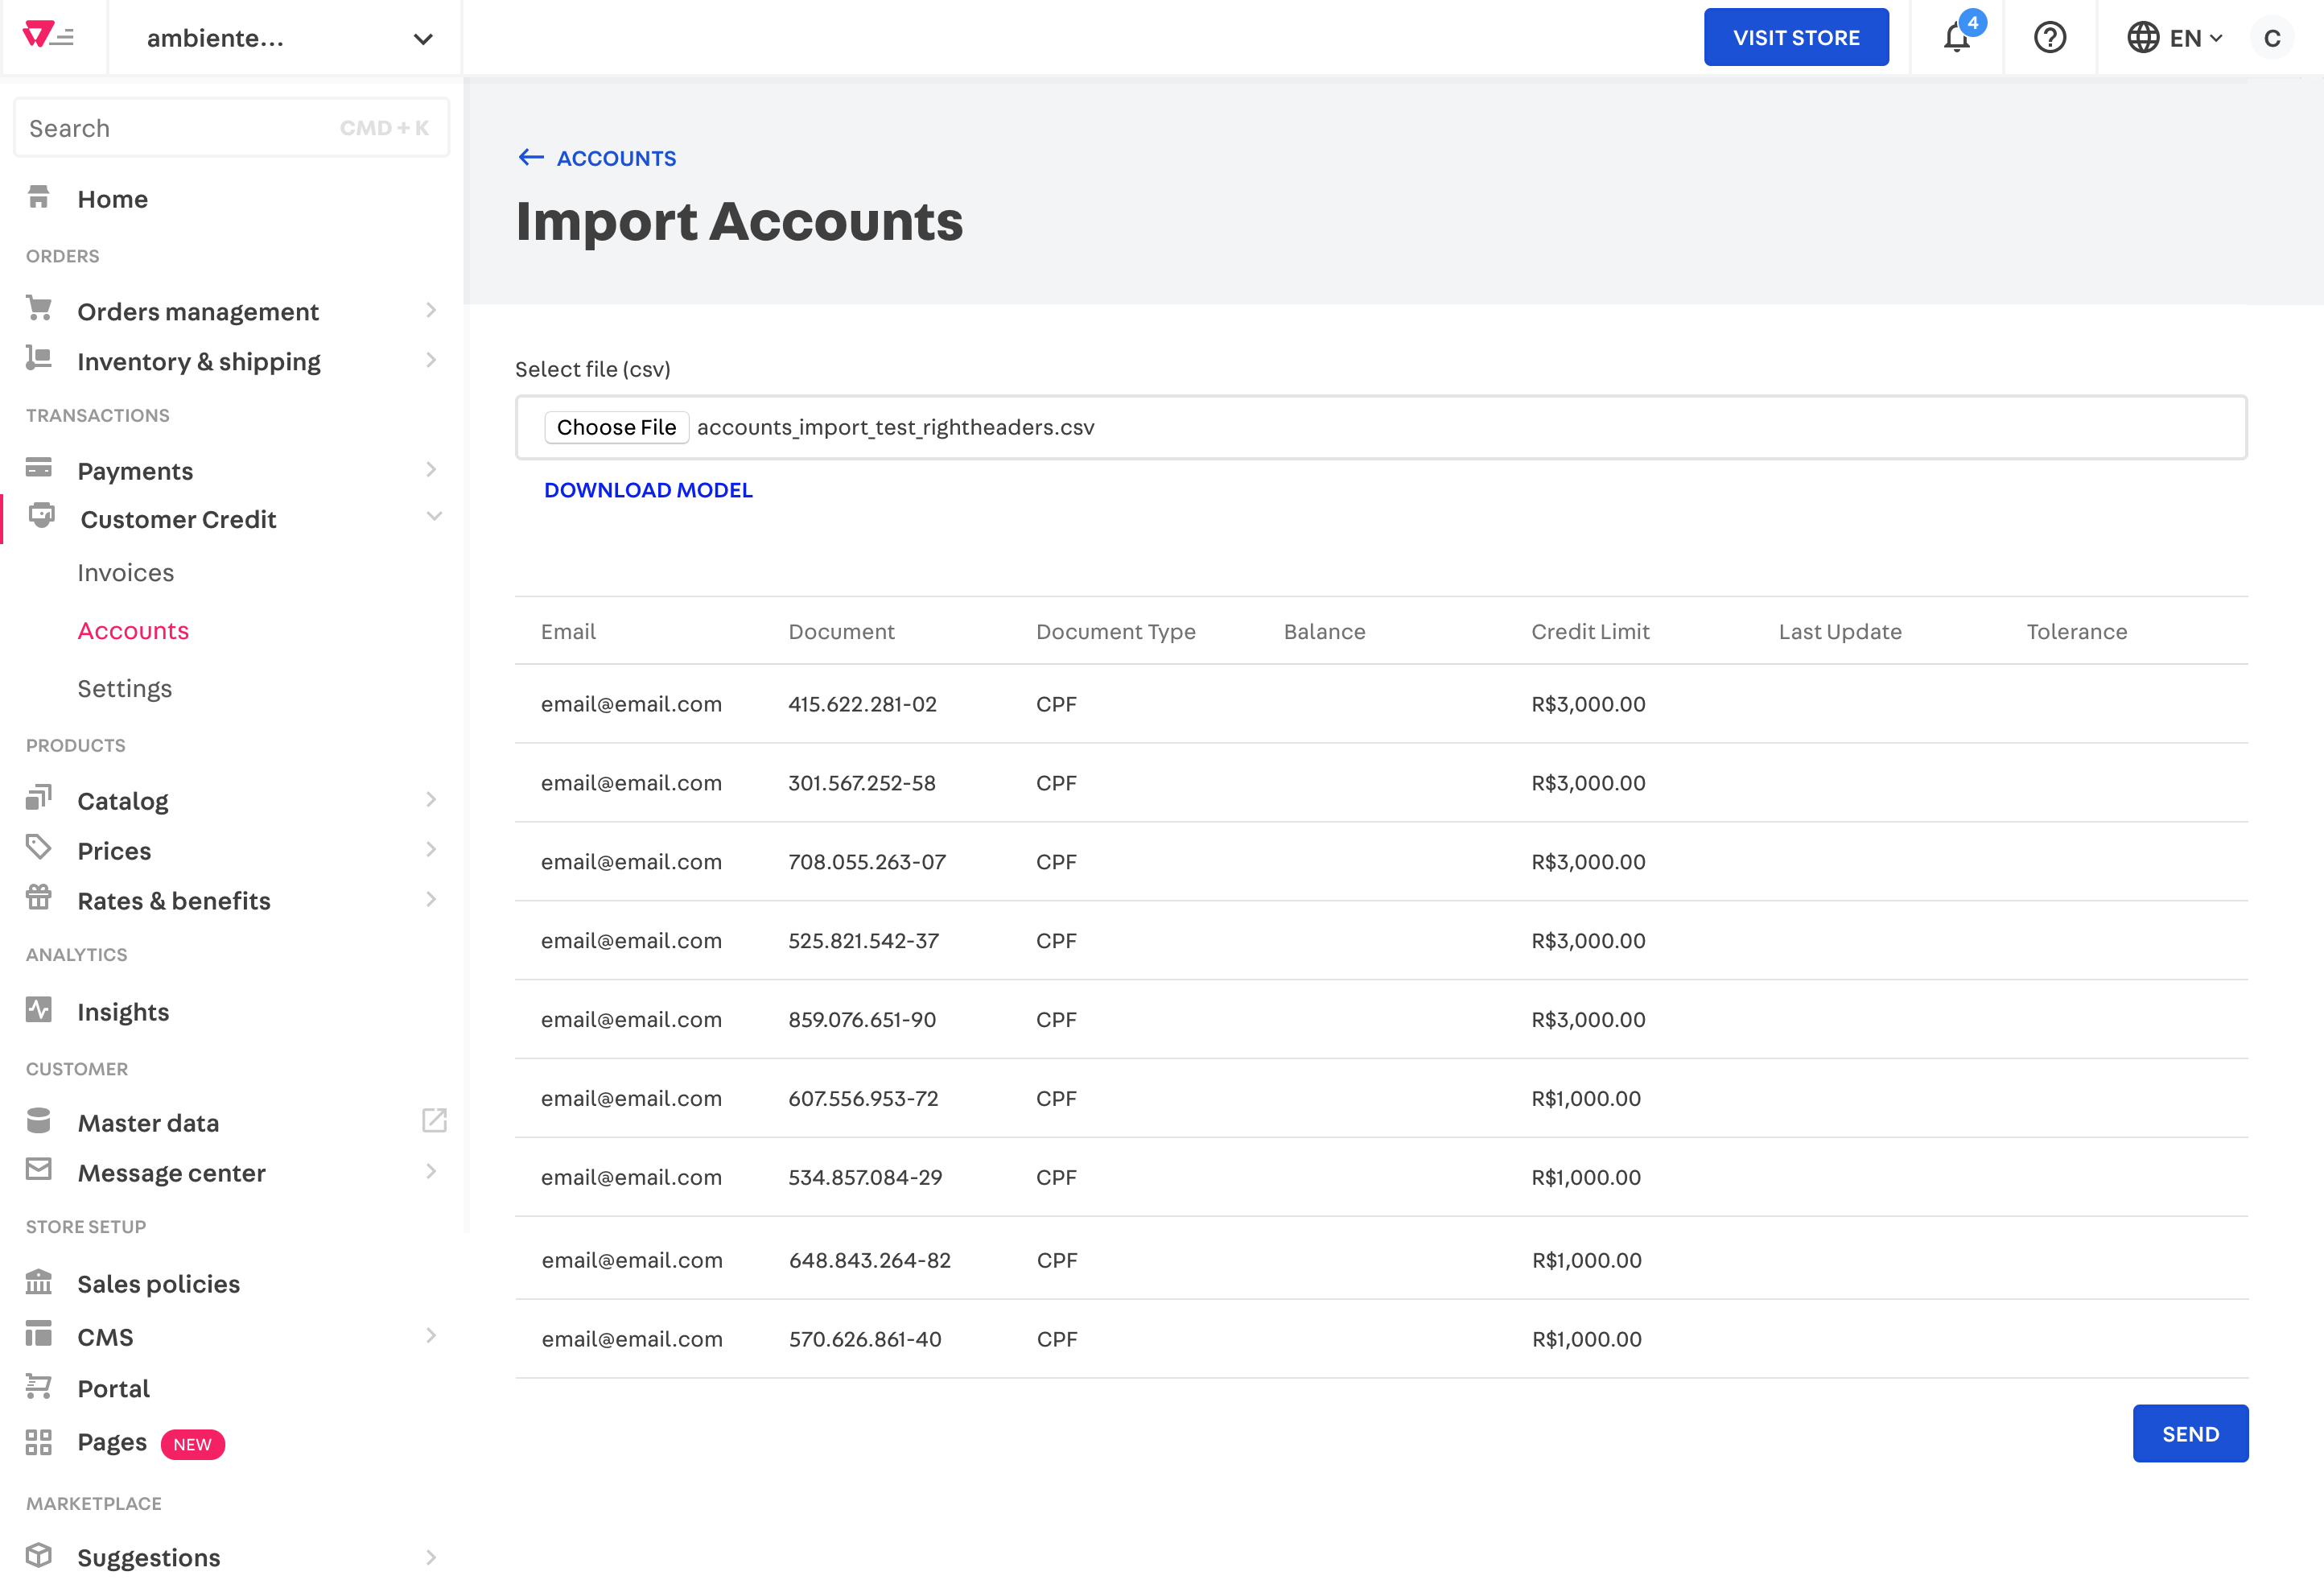 ambiente...
VISIT STORE
4
EN
C
Search CMD + K
Home
ORDERS
Orders management
Inventory & shipping
TRANSACTIONS
Payments
Customer Credit
Invoices
Accounts
Settings
PRODUCTS
Catalog
Prices
Rates & benefits
ANALYTICS
Insights
CUSTOMER
Master data
Message center
STORE SETUP
Sales policies
CMS
Portal
Pages NEW
MARKETPLACE
Suggestions
← ACCOUNTS
Import Accounts
Select file (csv)
Choose File accounts_import_test_rightheaders.csv
DOWNLOAD MODEL
Email Document Document Type Balance Credit Limit Last Update Tolerance
email@email.com 415.622.281-02 CPF R$3,000.00
email@email.com 301.567.252-58 CPF R$3,000.00
email@email.com 708.055.263-07 CPF R$3,000.00
email@email.com 525.821.542-37 CPF R$3,000.00
email@email.com 859.076.651-90 CPF R$3,000.00
email@email.com 607.556.953-72 CPF R$1,000.00
email@email.com 534.857.084-29 CPF R$1,000.00
email@email.com 648.843.264-82 CPF R$1,000.00
email@email.com 570.626.861-40 CPF R$1,000.00
SEND